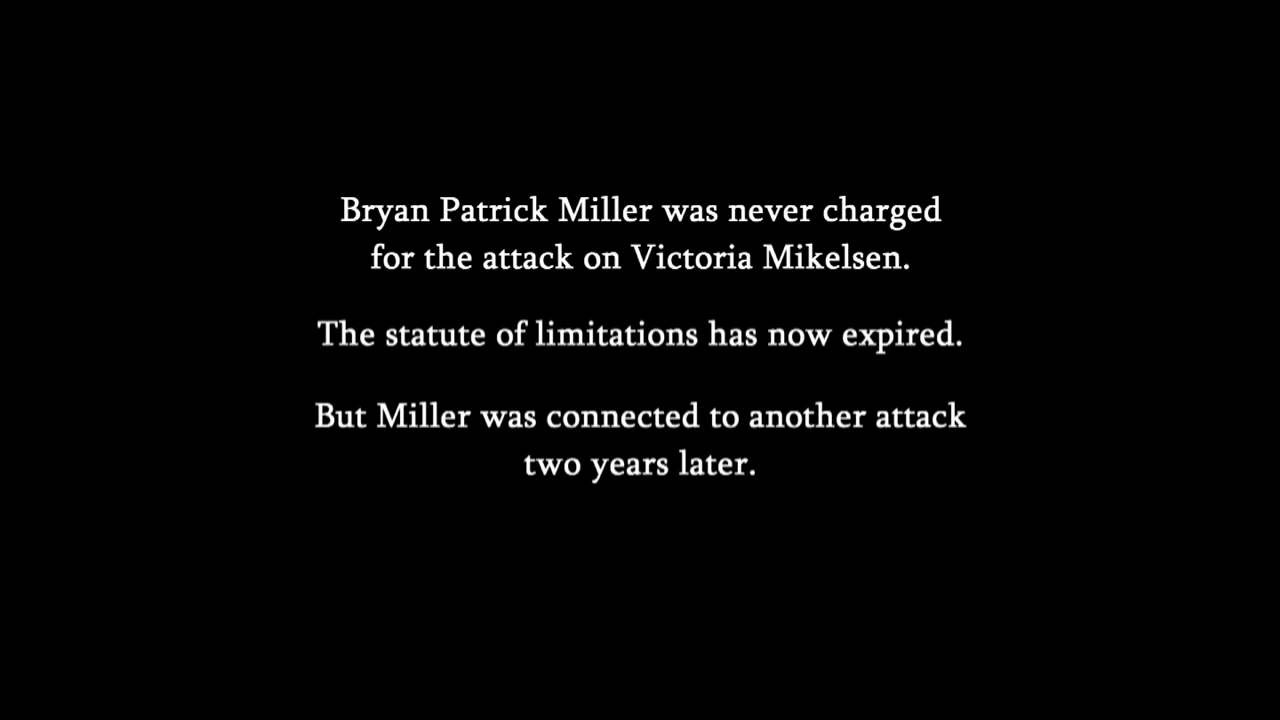 Bryan Patrick Miller was never charged
for the attack on Victoria Mikelsen.
The statute of limitations has now expired.
But Miller was connected to another attack
two years later.